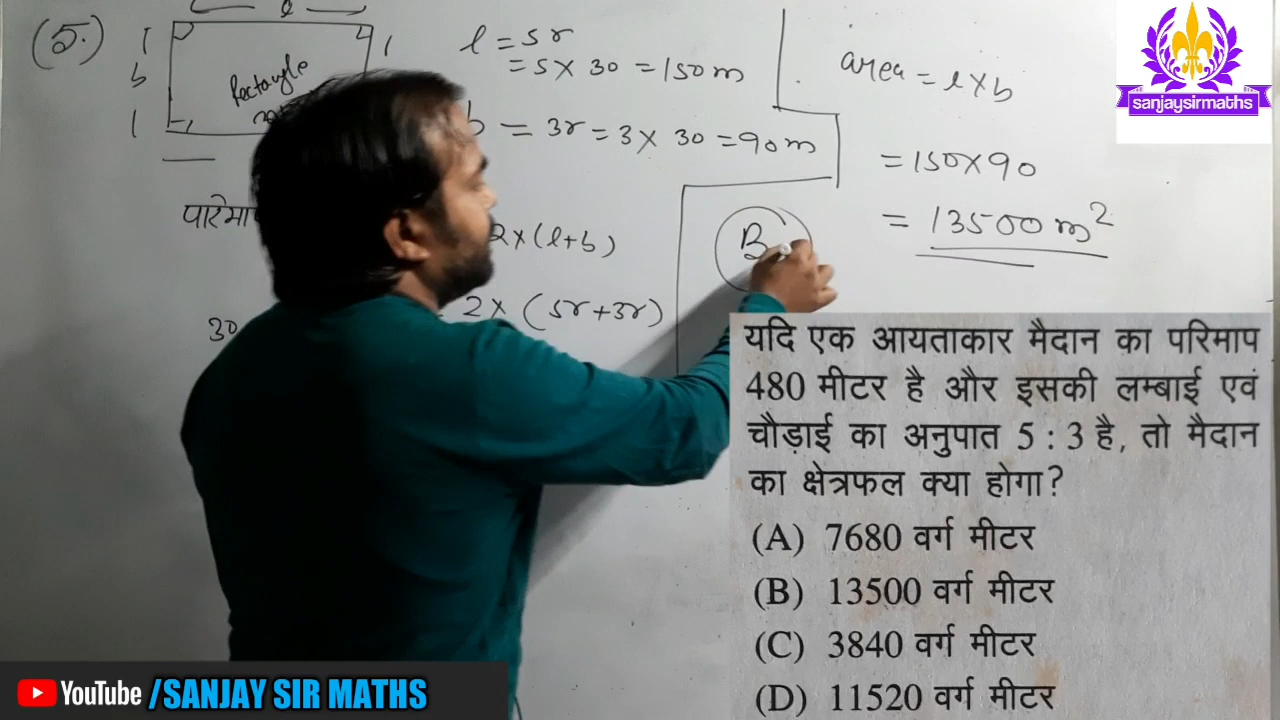 (5.)
l
b
Rectangle
l = 5r
= 5 × 30 = 150 m
b = 3r = 3 × 30 = 90 m
area = l × b
= 150 × 90
= 13500 m²
2 × (l + b)
2 × (5r + 3r)
30
B
sanjaysirmaths
यदि एक आयताकार मैदान का परिमाप
480 मीटर है और इसकी लम्बाई एवं
चौड़ाई का अनुपात 5 : 3 है, तो मैदान
का क्षेत्रफल क्या होगा?
(A) 7680 वर्ग मीटर
(B) 13500 वर्ग मीटर
(C) 3840 वर्ग मीटर
(D) 11520 वर्ग मीटर
YouTube /SANJAY SIR MATHS